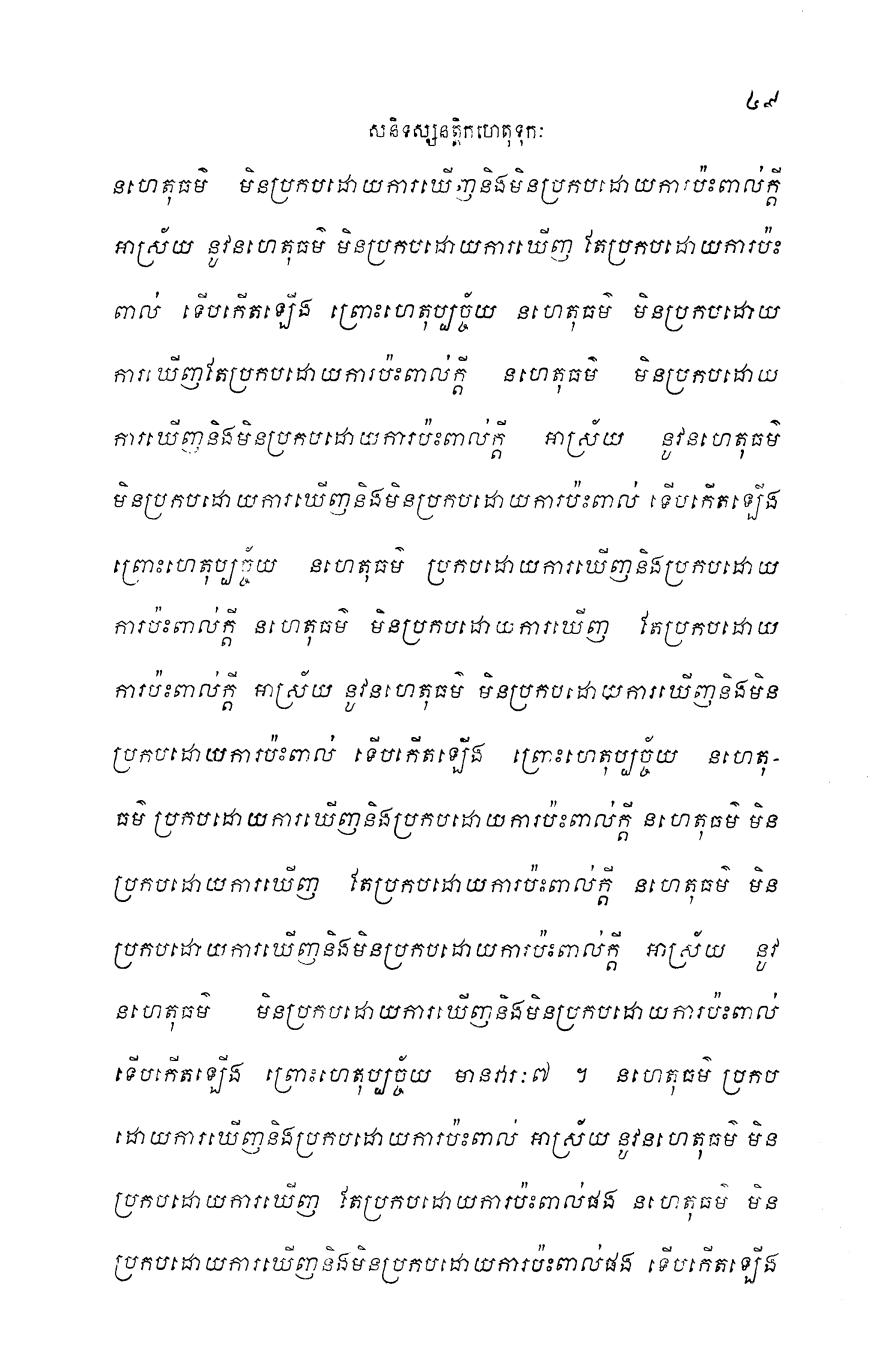 ៤៩
សនិទស្សនត្តិកហេតុទុកៈ
នហេតុធម៌ មិនប្រកបដោយការឃើញនិងមិនប្រកបដោយការប៉ះពាល់ក្តី
អាស្រ័យ នូវនហេតុធម៌ មិនប្រកបដោយការឃើញ តែប្រកបដោយការប៉ះ
ពាល់ ទើបកើតឡើង ព្រោះហេតុប្បច្ច័យ នហេតុធម៌ មិនប្រកបដោយ
ការឃើញតែប្រកបដោយការប៉ះពាល់ក្តី នហេតុធម៌ មិនប្រកបដោយ
ការឃើញនិងមិនប្រកបដោយការប៉ះពាល់ក្តី អាស្រ័យ នូវនហេតុធម៌
មិនប្រកបដោយការឃើញនិងមិនប្រកបដោយការប៉ះពាល់ ទើបកើតឡើង
ព្រោះហេតុប្បច្ច័យ នហេតុធម៌ ប្រកបដោយការឃើញនិងប្រកបដោយ
ការប៉ះពាល់ក្តី នហេតុធម៌ មិនប្រកបដោយការឃើញ តែប្រកបដោយ
ការប៉ះពាល់ក្តី អាស្រ័យ នូវនហេតុធម៌ មិនប្រកបដោយការឃើញនិងមិន
ប្រកបដោយការប៉ះពាល់ ទើបកើតឡើង ព្រោះហេតុប្បច្ច័យ នហេតុ-
ធម៌ ប្រកបដោយការឃើញនិងប្រកបដោយការប៉ះពាល់ក្តី នហេតុធម៌ មិន
ប្រកបដោយការឃើញ តែប្រកបដោយការប៉ះពាល់ក្តី នហេតុធម៌ មិន
ប្រកបដោយការឃើញនិងមិនប្រកបដោយការប៉ះពាល់ក្តី អាស្រ័យ នូវ
នហេតុធម៌ មិនប្រកបដោយការឃើញនិងមិនប្រកបដោយការប៉ះពាល់
ទើបកើតឡើង ព្រោះហេតុប្បច្ច័យ មានវារៈ៧ ។ នហេតុធម៌ ប្រកប
ដោយការឃើញនិងប្រកបដោយការប៉ះពាល់ អាស្រ័យ នូវនហេតុធម៌ មិន
ប្រកបដោយការឃើញ តែប្រកបដោយការប៉ះពាល់ផង នហេតុធម៌ មិន
ប្រកបដោយការឃើញនិងមិនប្រកបដោយការប៉ះពាល់ផង ទើបកើតឡើង